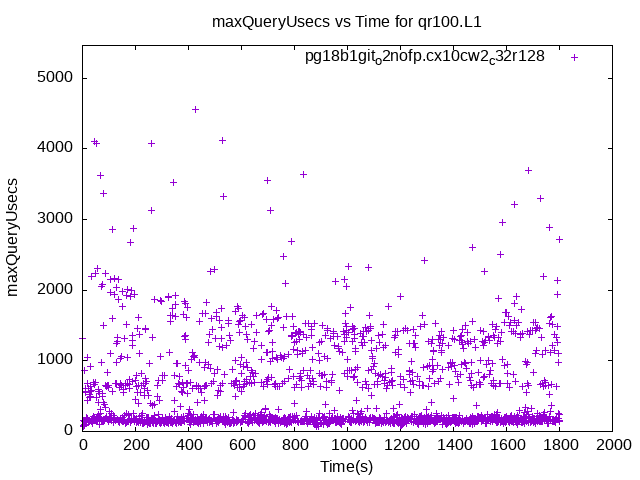 maxQueryUsecs vs Time for qr100.L1
pg18b1git_o2nofp.cx10cw2_c32r128
5000
4000
3000
2000
1000
0
maxQueryUsecs
0 200 400 600 800 1000 1200 1400 1600 1800 2000
Time(s)